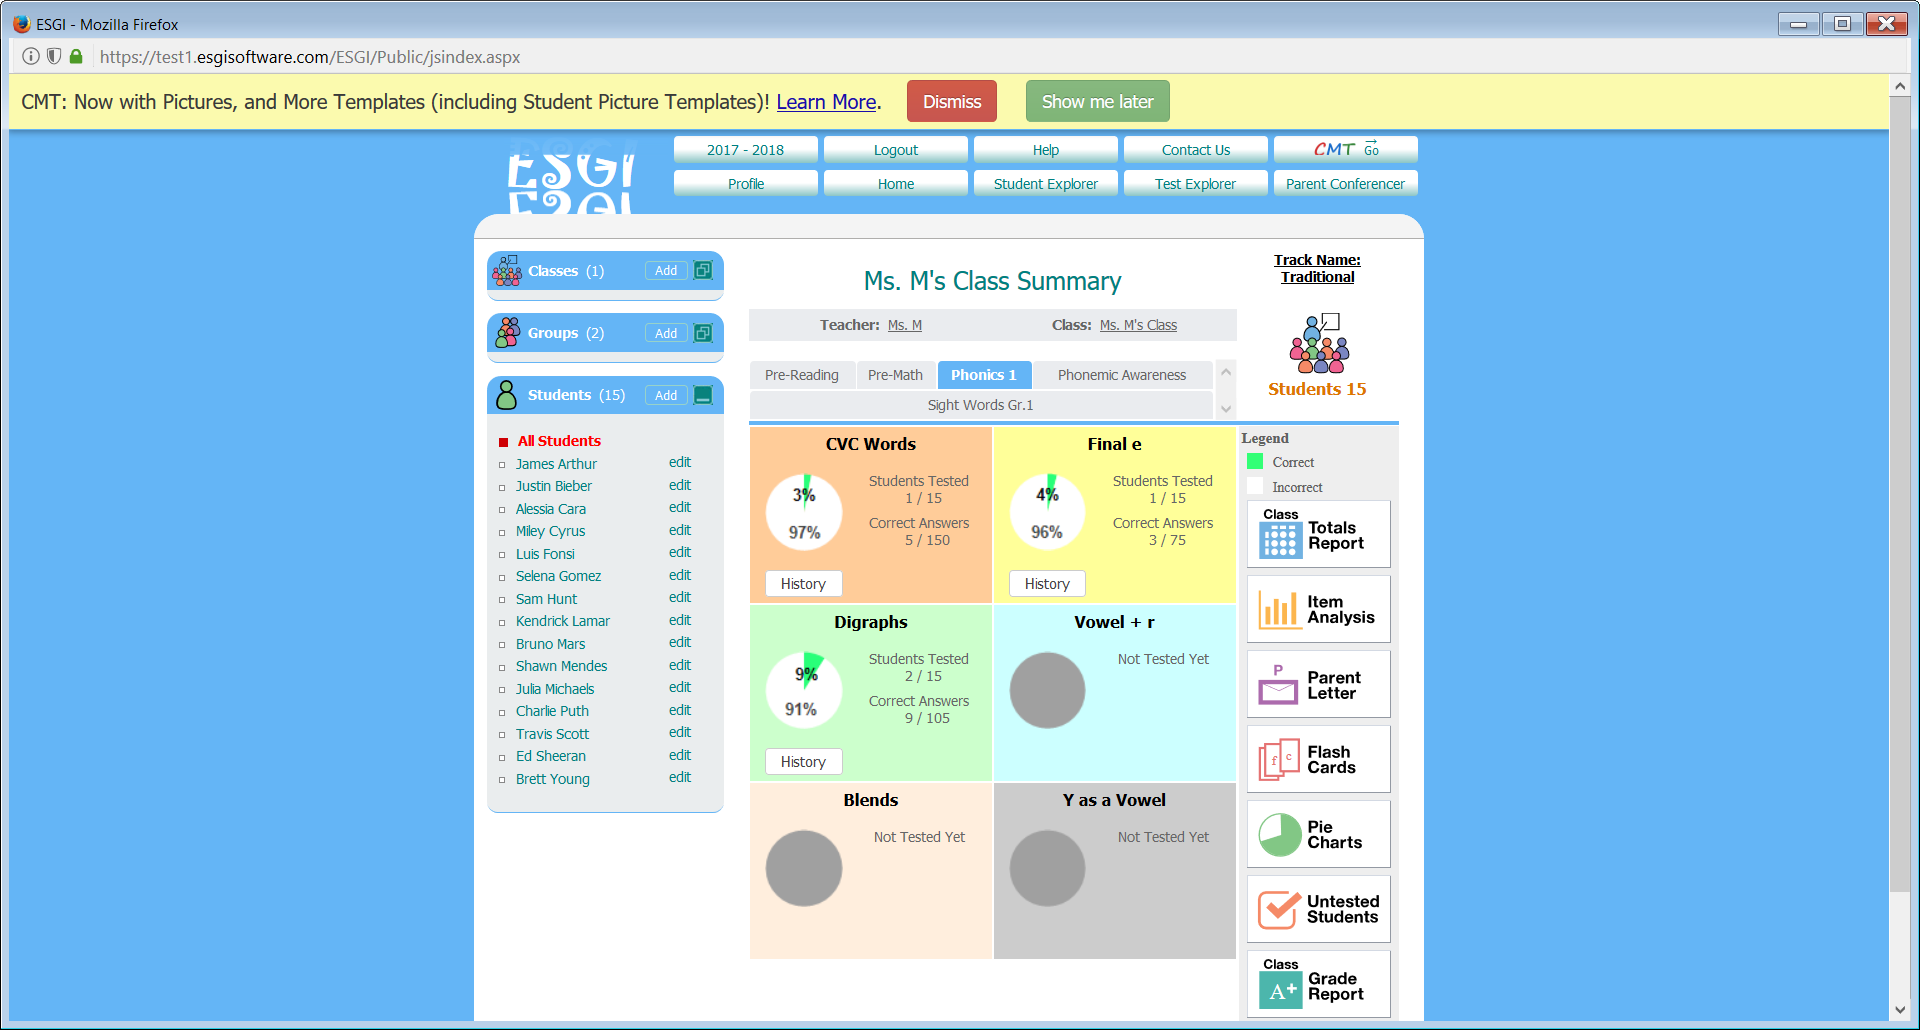 ESGI - Mozilla Firefox
https://test1.esgisoftware.com/ESGI/Public/jsindex.aspx
CMT: Now with Pictures, and More Templates (including Student Picture Templates)! Learn More.
Dismiss
Show me later
ESGI
2017 - 2018
Logout
Help
Contact Us
CMT Go
Profile
Home
Student Explorer
Test Explorer
Parent Conferencer
Classes (1)
Add
Groups (2)
Add
Students (15)
Add
All Students
James Arthur edit
Justin Bieber edit
Alessia Cara edit
Miley Cyrus edit
Luis Fonsi edit
Selena Gomez edit
Sam Hunt edit
Kendrick Lamar edit
Bruno Mars edit
Shawn Mendes edit
Julia Michaels edit
Charlie Puth edit
Travis Scott edit
Ed Sheeran edit
Brett Young edit
Ms. M's Class Summary
Teacher: Ms. M
Class: Ms. M's Class
Track Name:
Traditional
Students 15
Pre-Reading
Pre-Math
Phonics 1
Phonemic Awareness
Sight Words Gr.1
CVC Words
3%
97%
Students Tested
1 / 15
Correct Answers
5 / 150
History
Final e
4%
96%
Students Tested
1 / 15
Correct Answers
3 / 75
History
Digraphs
9%
91%
Students Tested
2 / 15
Correct Answers
9 / 105
History
Vowel + r
Not Tested Yet
Blends
Not Tested Yet
Y as a Vowel
Not Tested Yet
Legend
Correct
Incorrect
Class
Totals
Report
Item
Analysis
P
Parent
Letter
f c
Flash
Cards
Pie
Charts
Untested
Students
Class
A+
Grade
Report